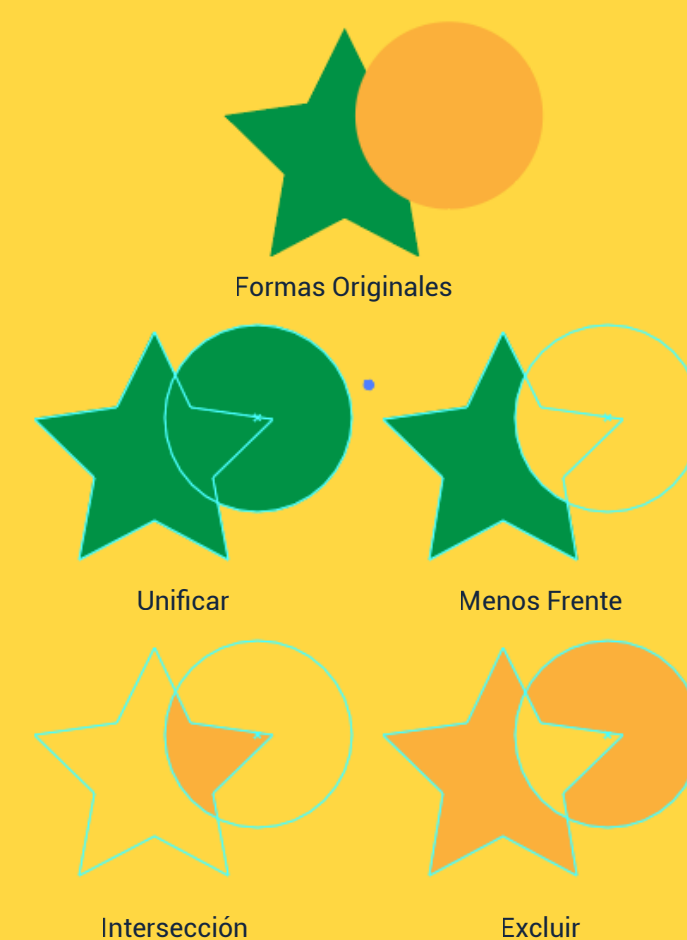 Formas Originales
Unificar
Menos Frente
Intersección
Excluir